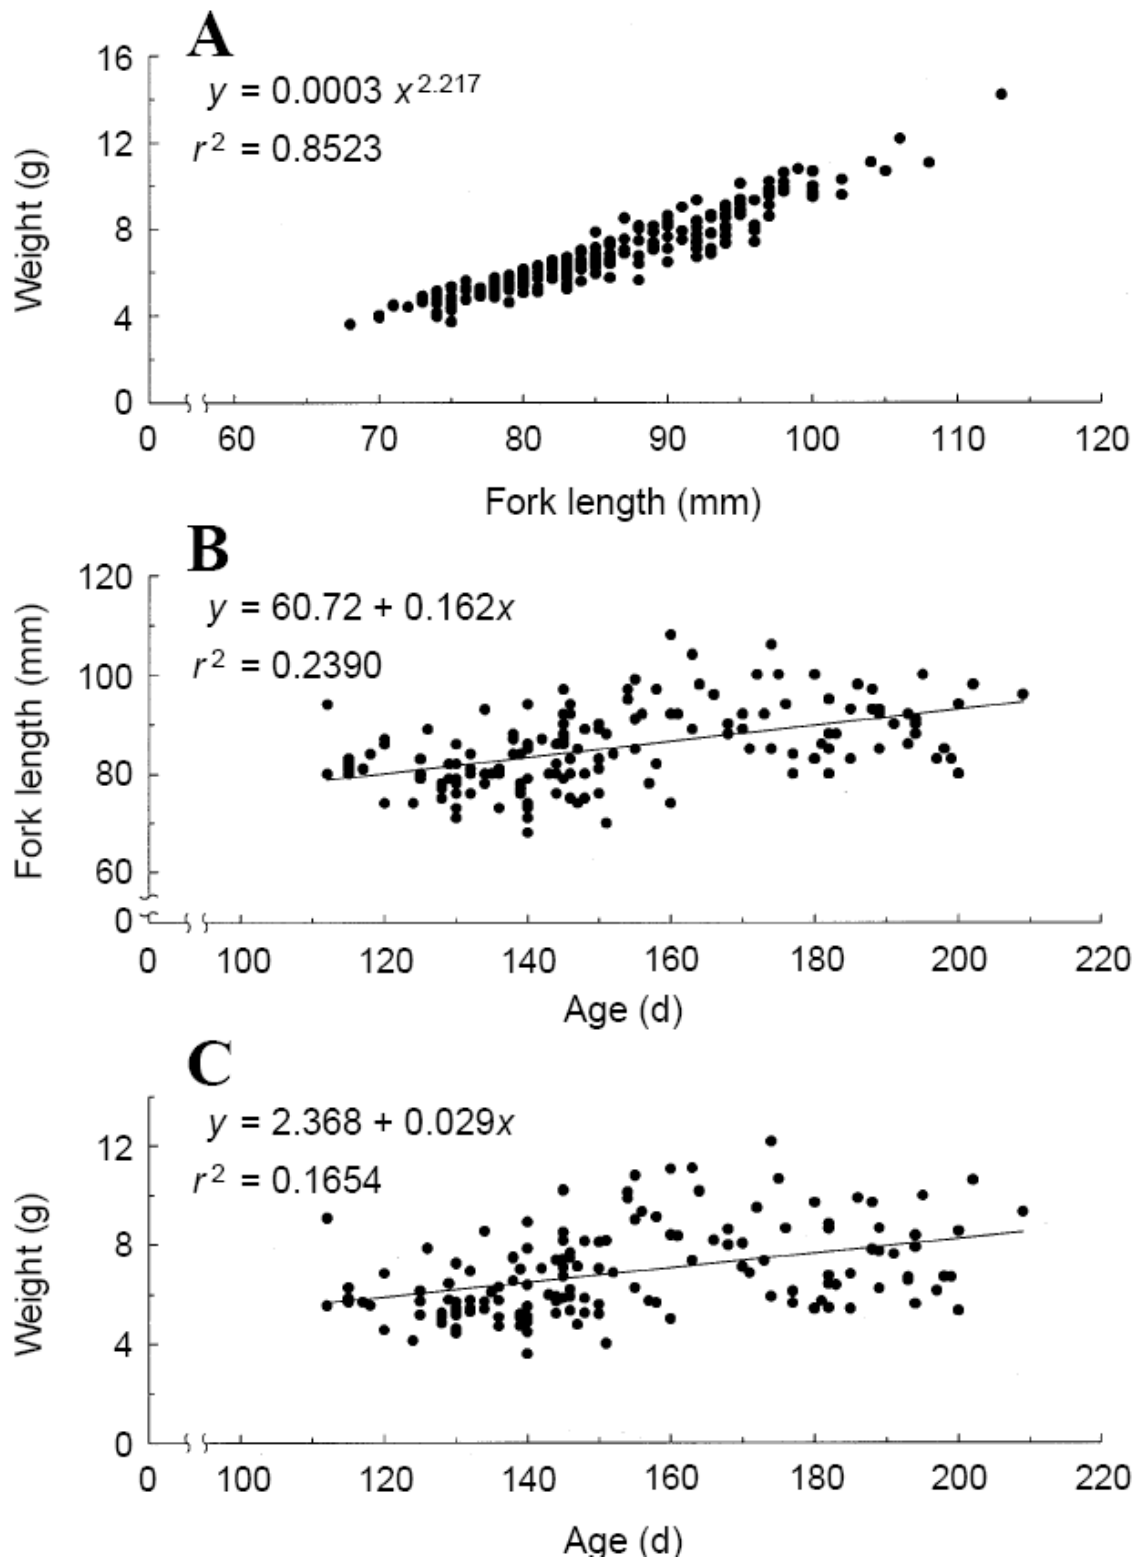 A
y = 0.0003 x^2.217
r^2 = 0.8523
16
12
8
4
0
Weight (g)
0 60 70 80 90 100 110 120
Fork length (mm)
B
y = 60.72 + 0.162x
r^2 = 0.2390
120
100
80
60
0
Fork length (mm)
0 100 120 140 160 180 200 220
Age (d)
C
y = 2.368 + 0.029x
r^2 = 0.1654
12
8
4
0
Weight (g)
0 100 120 140 160 180 200 220
Age (d)